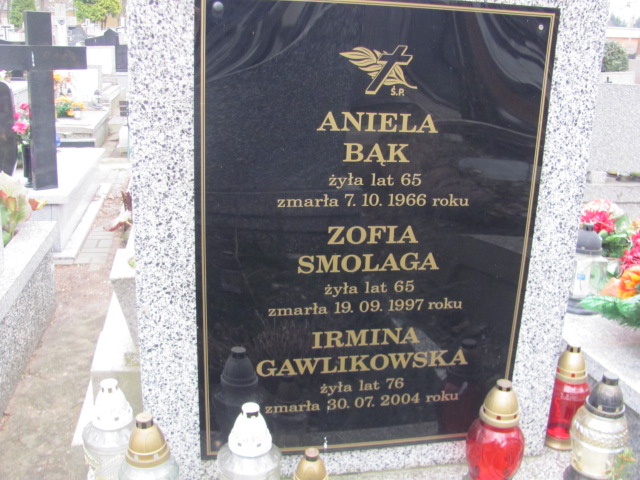 Ś.P.
ANIELA
BĄK
żyła lat 65
zmarła 7. 10. 1966 roku
ZOFIA
SMOLAGA
żyła lat 65
zmarła 19. 09. 1997 roku
IRMINA
GAWLIKOWSKA
żyła lat 76
zmarła 30. 07. 2004 roku